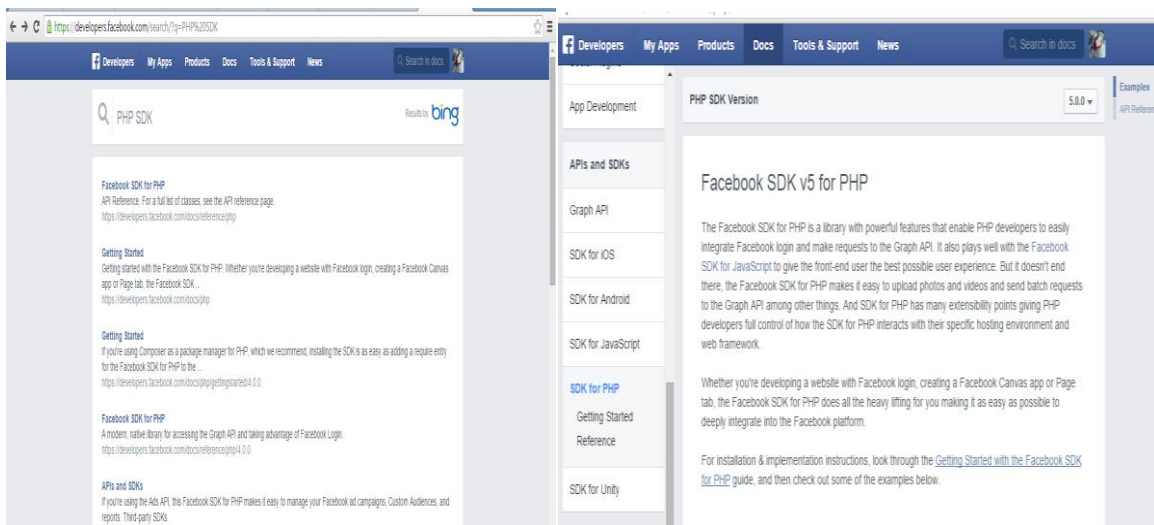 https://developers.facebook.com/search/?q=PHP%20SDK
Developers My Apps Products Docs Tools & Support News Search in docs
PHP SDK Results by bing
Facebook SDK for PHP
API Reference. For a full list of classes, see the API reference page.
https://developers.facebook.com/docs/reference/php
Getting Started
Getting started with the Facebook SDK for PHP. Whether you're developing a website with Facebook login, creating a Facebook Canvas
app or Page tab, the Facebook SDK ...
https://developers.facebook.com/docs/php
Getting Started
If you're using Composer as a package manager for PHP, which we recommend, installing the SDK is as easy as adding a require entry
for the Facebook SDK for PHP to the ...
https://developers.facebook.com/docs/php/gettingstarted/4.0.0
Facebook SDK for PHP
A modern, native library for accessing the Graph API and taking advantage of Facebook Login.
https://developers.facebook.com/docs/reference/php/4.0.0
APIs and SDKs
If you're using the Ads API, this Facebook SDK for PHP makes it easy to manage your Facebook ad campaigns, Custom Audiences, and
reports. Third-party SDKs.
Developers My Apps Products Docs Tools & Support News Search in docs
App Development
APIs and SDKs
Graph API
SDK for iOS
SDK for Android
SDK for JavaScript
SDK for PHP
Getting Started
Reference
SDK for Unity
PHP SDK Version 5.0.0
Facebook SDK v5 for PHP
The Facebook SDK for PHP is a library with powerful features that enable PHP developers to easily
integrate Facebook login and make requests to the Graph API. It also plays well with the Facebook
SDK for JavaScript to give the front-end user the best possible user experience. But it doesn't end
there, the Facebook SDK for PHP makes it easy to upload photos and videos and send batch requests
to the Graph API among other things. And SDK for PHP has many extensibility points giving PHP
developers full control of how the SDK for PHP interacts with their specific hosting environment and
web framework.
Whether you're developing a website with Facebook login, creating a Facebook Canvas app or Page
tab, the Facebook SDK for PHP does all the heavy lifting for you making it as easy as possible to
deeply integrate into the Facebook platform.
For installation & implementation instructions, look through the Getting Started with the Facebook SDK
for PHP guide, and then check out some of the examples below.
Examples
API Referen